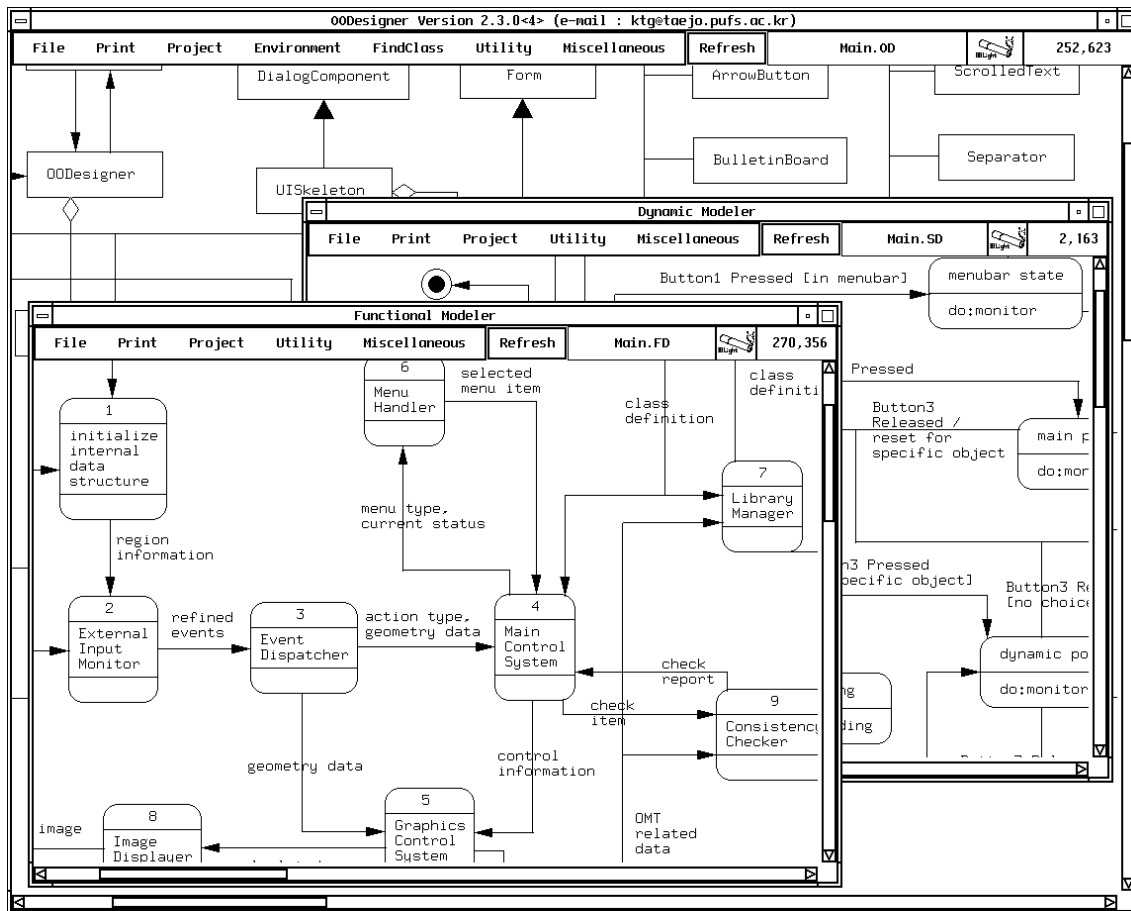 OODesigner Version 2.3.0<4> (e-mail : ktg@taejo.pufs.ac.kr)
File Print Project Environment FindClass Utility Miscellaneous Refresh Main.OD Light 252,623
DialogComponent
Form
ArrowButton
ScrolledText
OODesigner
UISkeleton
BulletinBoard
Separator
Dynamic Modeler
File Print Project Utility Miscellaneous Refresh Main.SD Light 2,163
Button1 Pressed [in menubar]
menubar state
do:monitor
Pressed
Button3
Released /
reset for
specific object
main p
do:mor
n3 Pressed
pecific object]
Button3 Re
[no choice
dynamic po
do:monitor
ng
ding
Functional Modeler
File Print Project Utility Miscellaneous Refresh Main.FD Light 270,356
1
initialize
internal
data
structure
6
Menu
Handler
selected
menu item
class
definition
class
definiti
7
Library
Manager
menu type,
current status
region
information
2
External
Input
Monitor
refined
events
3
Event
Dispatcher
action type,
geometry data
4
Main
Control
System
check
report
check
item
9
Consistency
Checker
geometry data
control
information
5
Graphics
Control
System
image
8
Image
Displayer
OMT
related
data